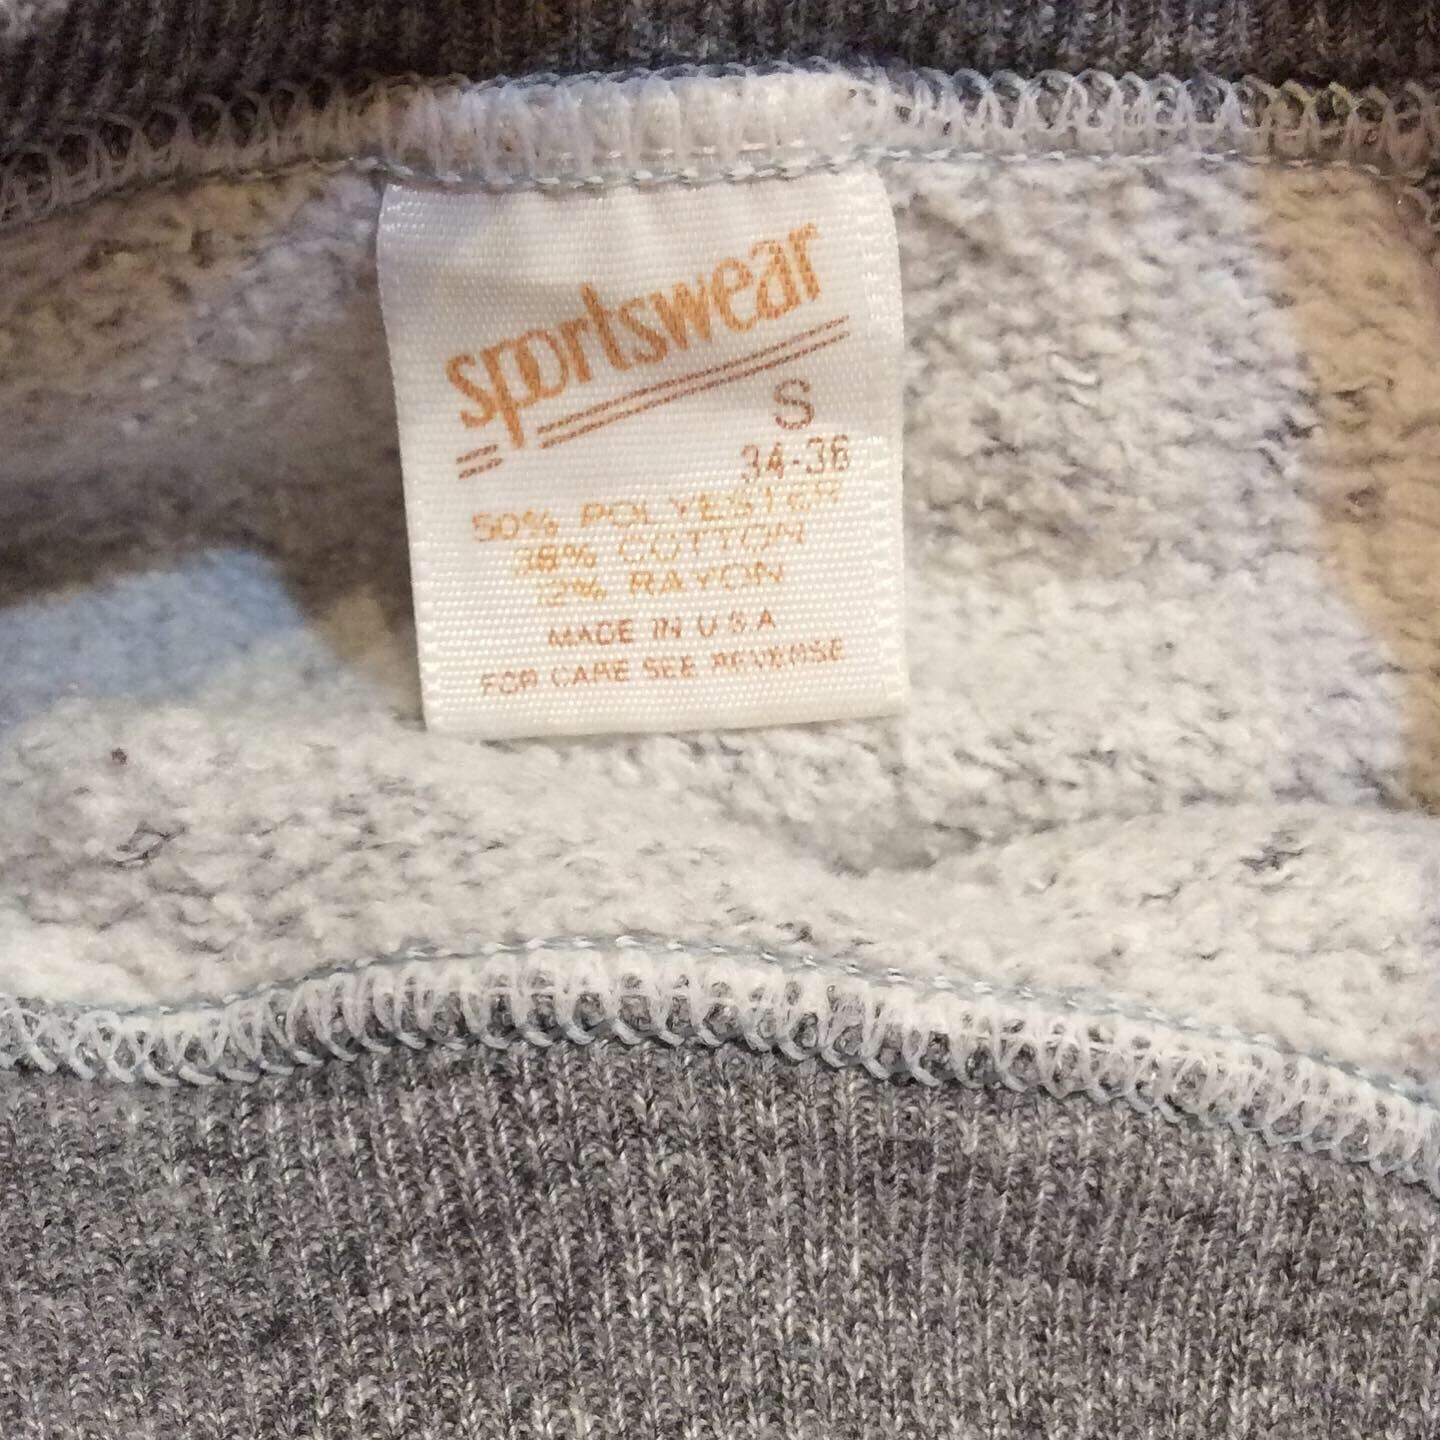 sportswear
S
34-36
50% POLYESTER
38% COTTON
12% RAYON
MADE IN U S A
FOR CARE SEE REVERSE